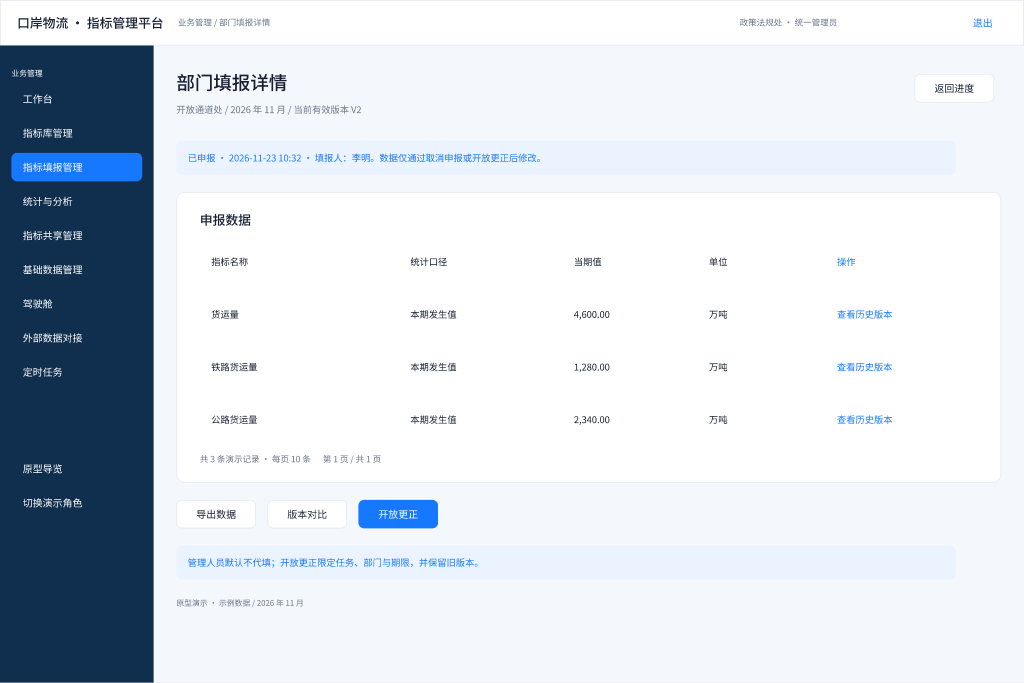 口岸物流 · 指标管理平台
业务管理 / 部门填报详情
政策法规处 · 统一管理员
退出
业务管理
工作台
指标库管理
指标填报管理
统计与分析
指标共享管理
基础数据管理
驾驶舱
外部数据对接
定时任务
原型导览
切换演示角色
部门填报详情
开放通道处 / 2026 年 11 月 / 当前有效版本 V2
返回进度
已申报 · 2026-11-23 10:32 · 填报人：李明。数据仅通过取消申报或开放更正后修改。
申报数据
指标名称 统计口径 当期值 单位 操作
货运量 本期发生值 4,600.00 万吨 查看历史版本
铁路货运量 本期发生值 1,280.00 万吨 查看历史版本
公路货运量 本期发生值 2,340.00 万吨 查看历史版本
共 3 条演示记录 · 每页 10 条 第 1 页 / 共 1 页
导出数据 版本对比 开放更正
管理人员默认不代填；开放更正限定任务、部门与期限，并保留旧版本。
原型演示 · 示例数据 / 2026 年 11 月